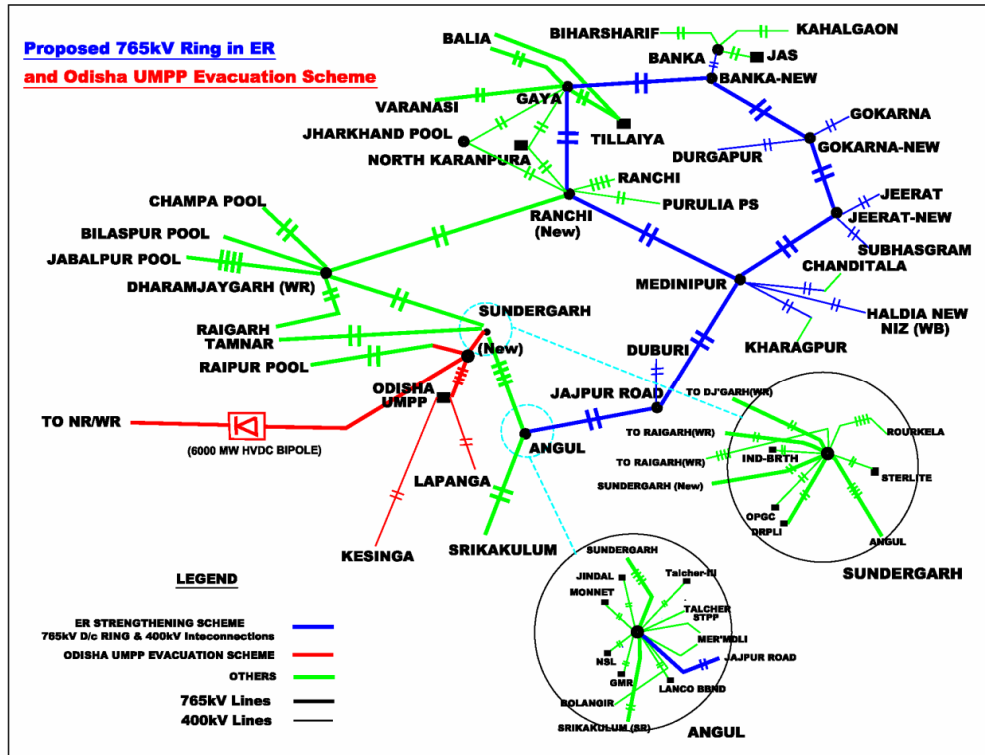 Proposed 765kV Ring in ER
and Odisha UMPP Evacuation Scheme
BALIA
BIHARSHARIF
KAHALGAON
BANKA
JAS
BANKA-NEW
VARANASI
GAYA
TILLAIYA
JHARKHAND POOL
NORTH KARANPURA
GOKARNA
GOKARNA-NEW
DURGAPUR
RANCHI
PURULIA PS
RANCHI
(New)
JEERAT
JEERAT-NEW
SUBHASGRAM
CHANDITALA
CHAMPA POOL
BILASPUR POOL
JABALPUR POOL
DHARAMJAYGARH (WR)
MEDINIPUR
HALDIA NEW
NIZ (WB)
KHARAGPUR
RAIGARH
TAMNAR
RAIPUR POOL
SUNDERGARH
(New)
ODISHA
UMPP
DUBURI
JAJPUR ROAD
TO NR/WR
(6000 MW HVDC BIPOLE)
ANGUL
LAPANGA
KESINGA
SRIKAKULUM
TO DJ'GARH(WR)
TO RAIGARH(WR)
ROURKELA
IND-BRTH
TO RAIGARH(WR)
STERLITE
SUNDERGARH (New)
OPGC
DRPLI
ANGUL
SUNDERGARH
SUNDERGARH
JINDAL
Talcher-III
MONNET
TALCHER
STPP
MER'MDLI
JAJPUR ROAD
NSL
GMR
LANCO BBND
BOLANGIR
SRIKAKULUM (SR)
ANGUL
LEGEND
ER STRENGTHENING SCHEME
765kV D/c RING & 400kV Inteconnections
ODISHA UMPP EVACUATION SCHEME
OTHERS
765kV Lines
400kV Lines